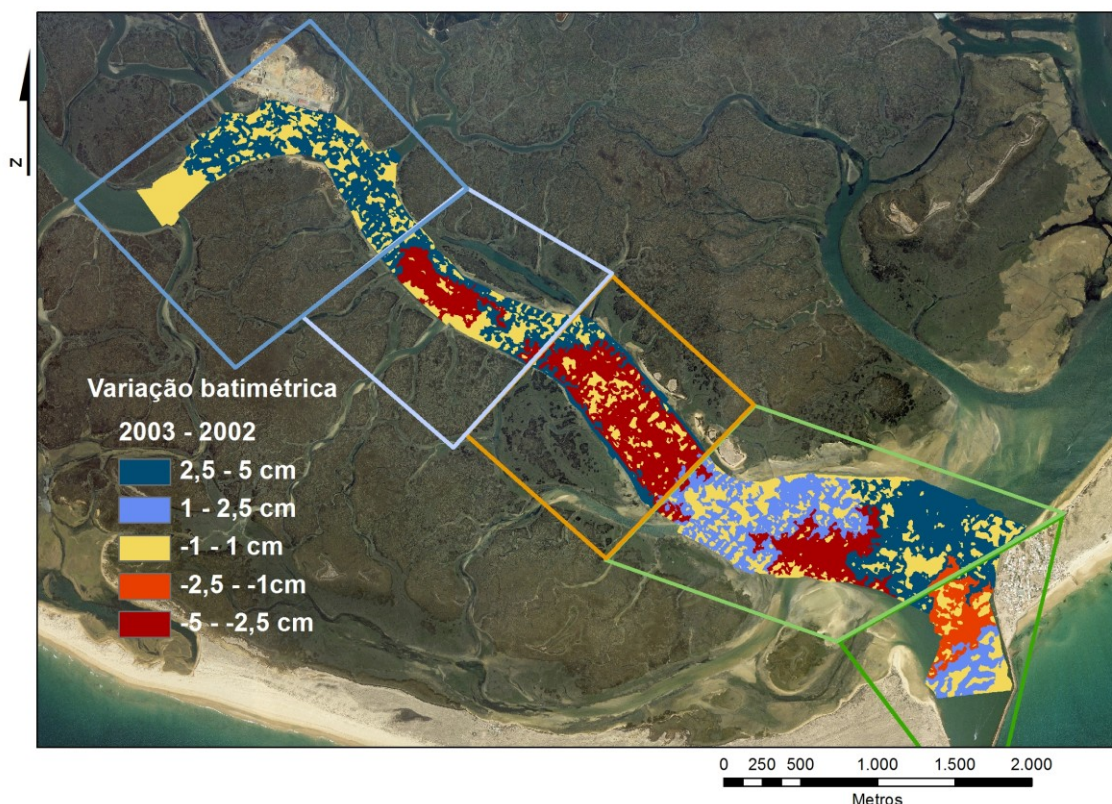 N
Variação batimétrica
2003 - 2002
2,5 - 5 cm
1 - 2,5 cm
-1 - 1 cm
-2,5 - -1cm
-5 - -2,5 cm
0 250 500 1.000 1.500 2.000
Metros